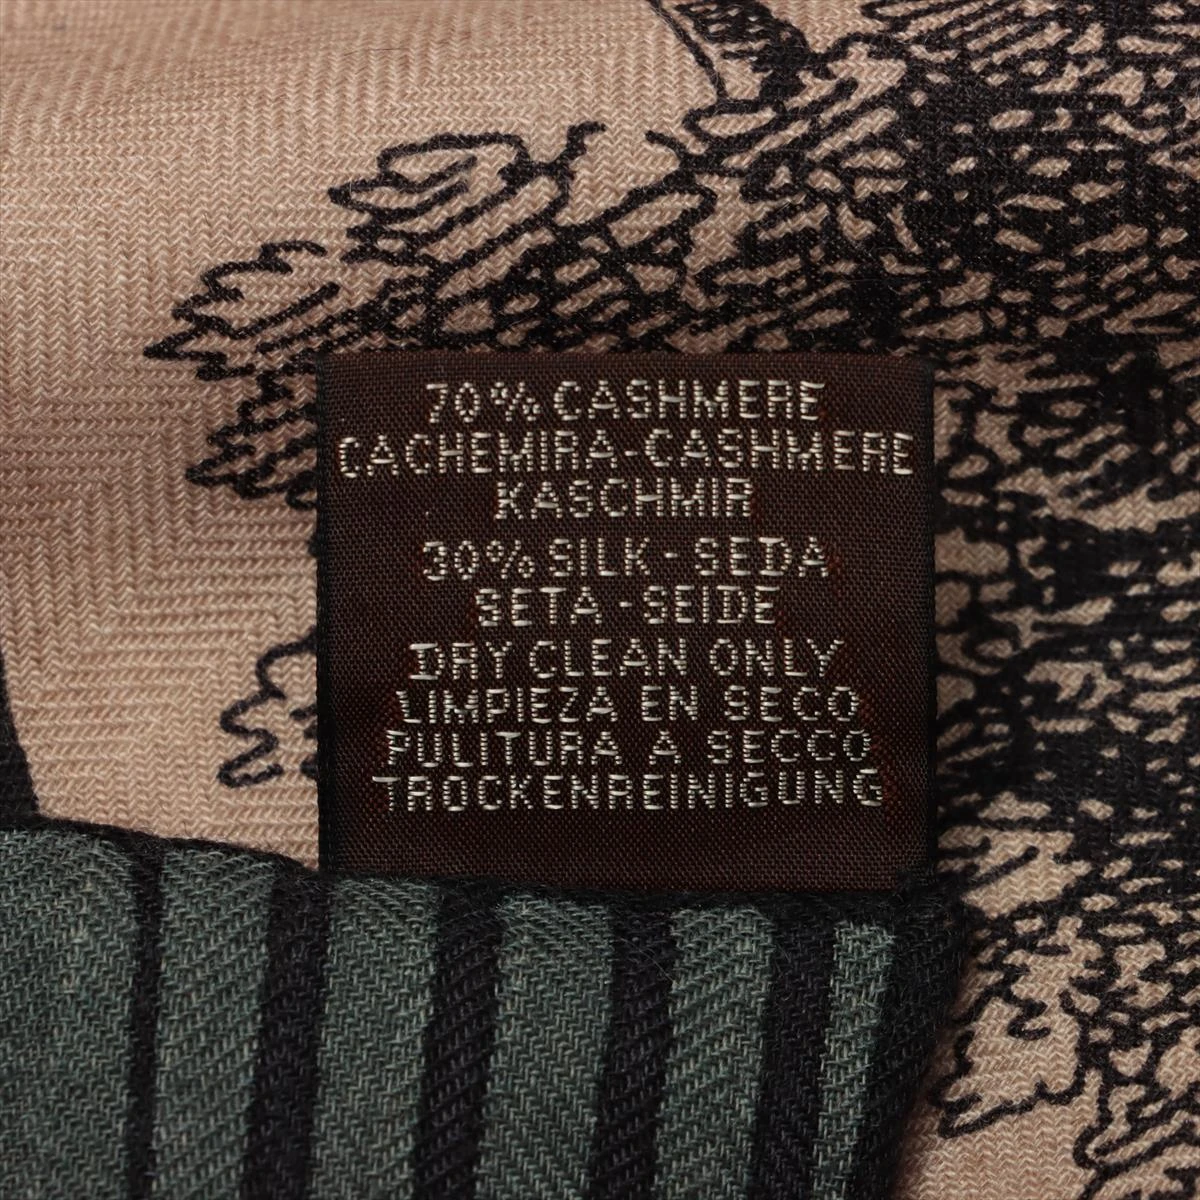 70% CASHMERE
CACHEMIRA-CASHMERE
KASCHMIR
30% SILK - SEDA
SETA - SEIDE
DRY CLEAN ONLY
LIMPIEZA EN SECO
PULITURA A SECCO
TROCKENREINIGUNG